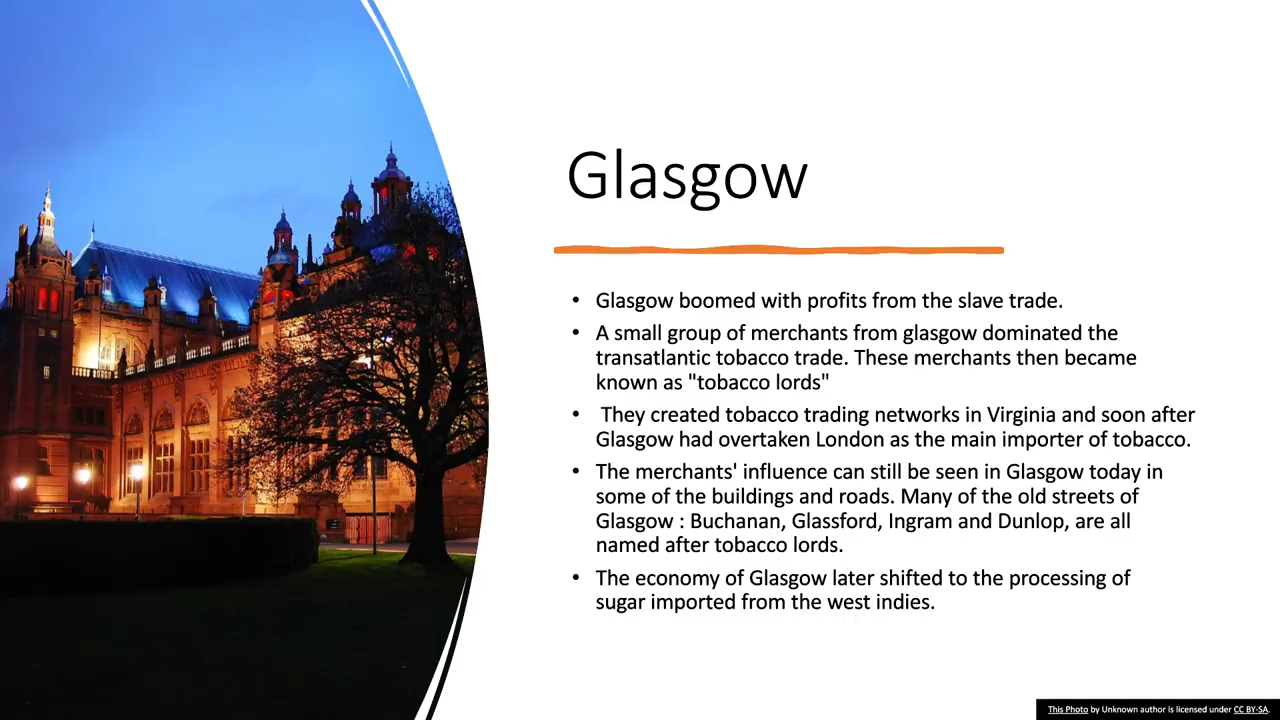 Glasgow
• Glasgow boomed with profits from the slave trade.
• A small group of merchants from glasgow dominated the
transatlantic tobacco trade. These merchants then became
known as "tobacco lords"
• They created tobacco trading networks in Virginia and soon after
Glasgow had overtaken London as the main importer of tobacco.
• The merchants' influence can still be seen in Glasgow today in
some of the buildings and roads. Many of the old streets of
Glasgow : Buchanan, Glassford, Ingram and Dunlop, are all
named after tobacco lords.
• The economy of Glasgow later shifted to the processing of
sugar imported from the west indies.
This Photo by Unknown author is licensed under CC BY-SA.